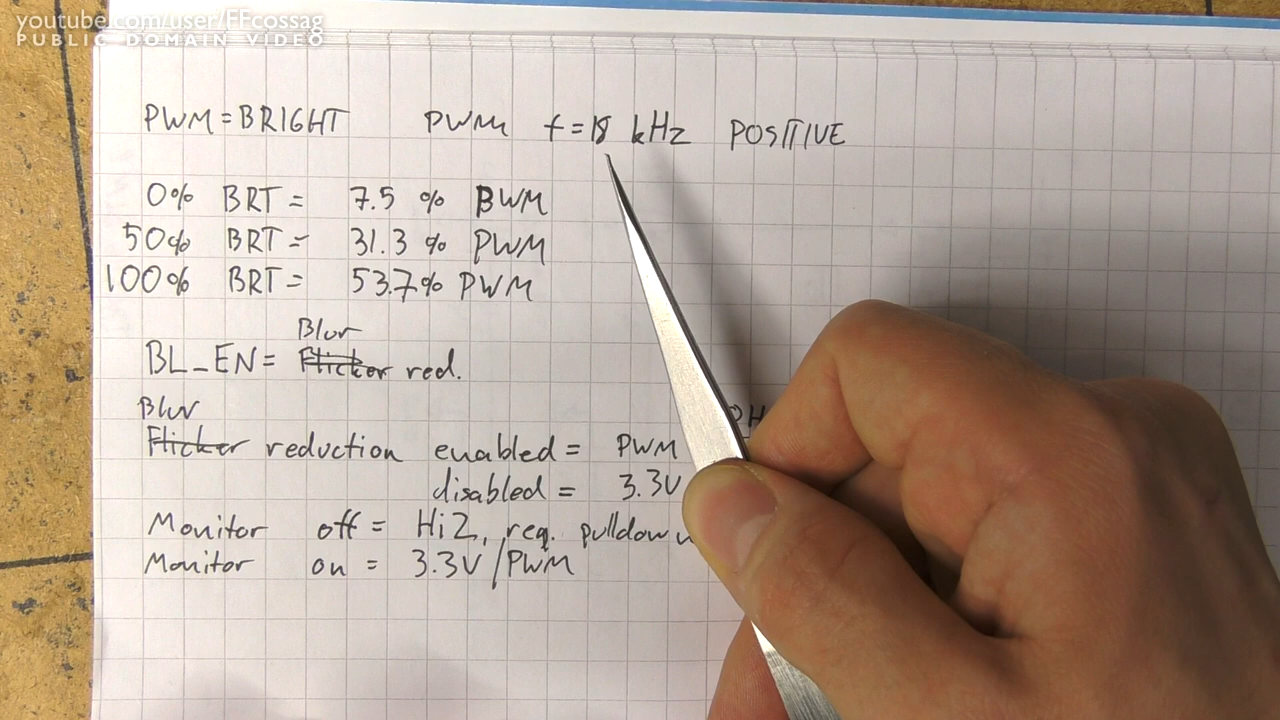 youtube.com/user/FFcossag
PUBLIC DOMAIN VIDEO
PWM=BRIGHT PWM f=18 kHz POSITIVE
0% BRT = 7.5 % PWM
50% BRT = 31.3 % PWM
100% BRT = 53.7% PWM
Blur
BL_EN= Flicker red.
Blur
Flicker reduction enabled = PWM
disabled = 3.3V
Monitor off = HiZ, req. pulldown
Monitor on = 3.3V/PWM